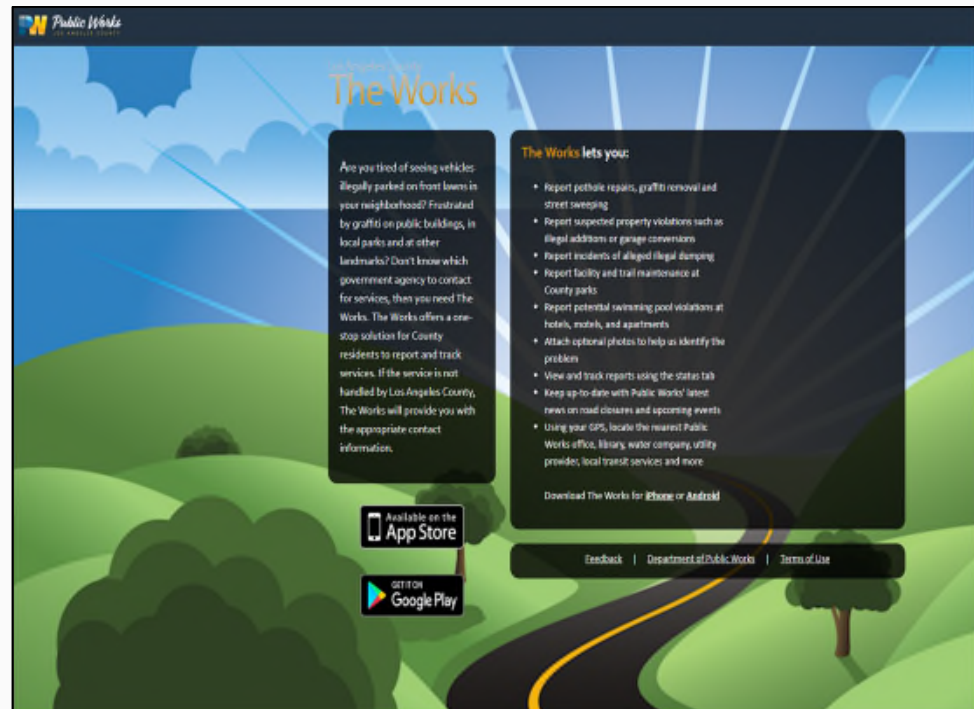 PW Public Works
LOS ANGELES COUNTY
Los Angeles County
The Works
Are you tired of seeing vehicles
illegally parked on front lawns in
your neighborhood? Frustrated
by graffiti on public buildings, in
local parks and at other
landmarks? Don't know which
government agency to contact
for services, then you need The
Works. The Works offers a one-
stop solution for County
residents to report and track
services. If the service is not
handled by Los Angeles County,
The Works will provide you with
the appropriate contact
information.
Available on the
App Store
GET IT ON
Google Play
The Works lets you:
• Report pothole repairs, graffiti removal and
street sweeping
• Report suspected property violations such as
illegal additions or garage conversions
• Report incidents of alleged illegal dumping
• Report facility and trail maintenance at
County parks
• Report potential swimming pool violations at
hotels, motels, and apartments
• Attach optional photos to help us identify the
problem
• View and track reports using the status tab
• Keep up-to-date with Public Works' latest
news on road closures and upcoming events
• Using your GPS, locate the nearest Public
Works office, library, water company, utility
provider, local transit services and more
Download The Works for iPhone or Android
Feedback | Department of Public Works | Terms of Use